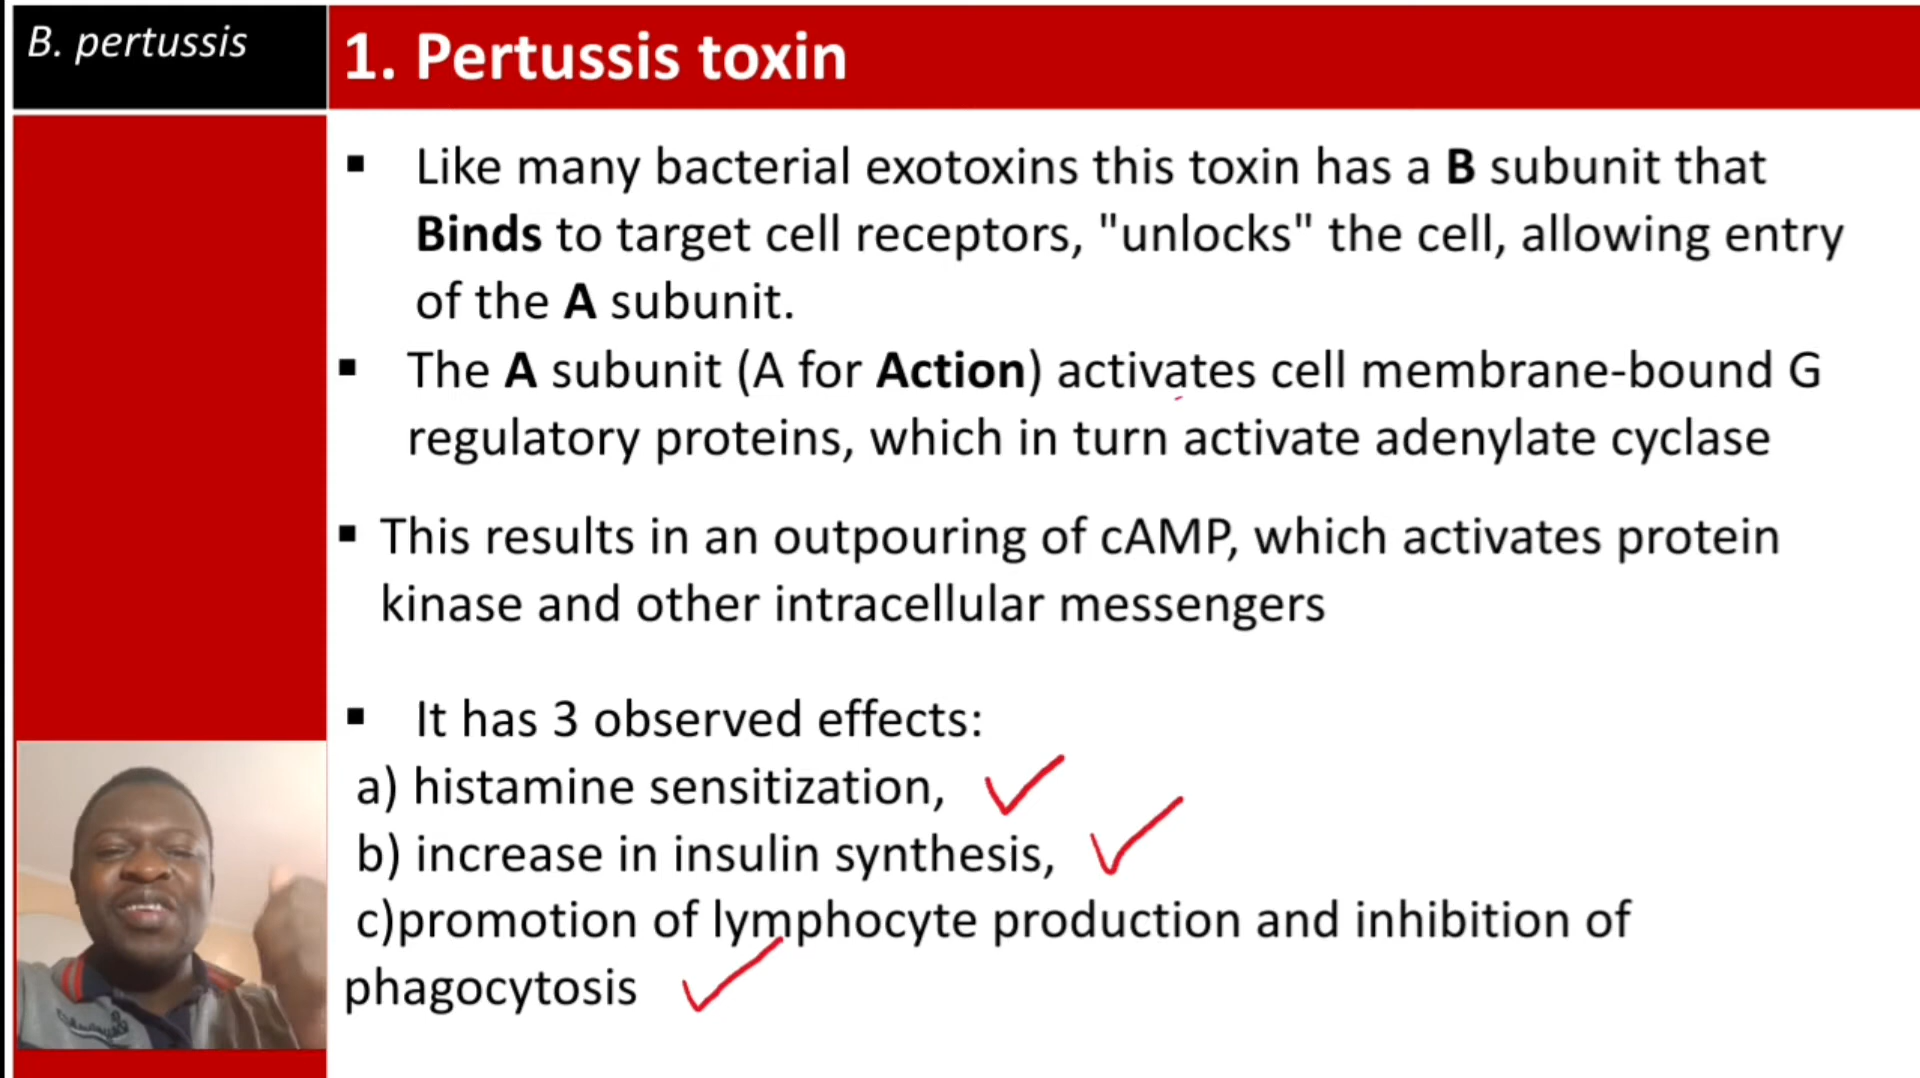 B. pertussis
1. Pertussis toxin
▪ Like many bacterial exotoxins this toxin has a B subunit that
Binds to target cell receptors, "unlocks" the cell, allowing entry
of the A subunit.
▪ The A subunit (A for Action) activates cell membrane-bound G
regulatory proteins, which in turn activate adenylate cyclase
▪ This results in an outpouring of cAMP, which activates protein
kinase and other intracellular messengers
▪ It has 3 observed effects:
a) histamine sensitization,
b) increase in insulin synthesis,
c)promotion of lymphocyte production and inhibition of
phagocytosis